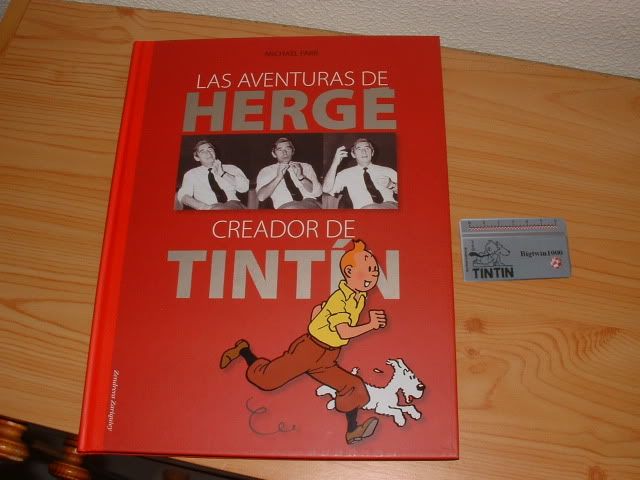 MICHAEL FARR
LAS AVENTURAS DE
HERGÉ
CREADOR DE
TINTÍN
Zendrera Zariquiey
Bigtwin1000
TINTIN